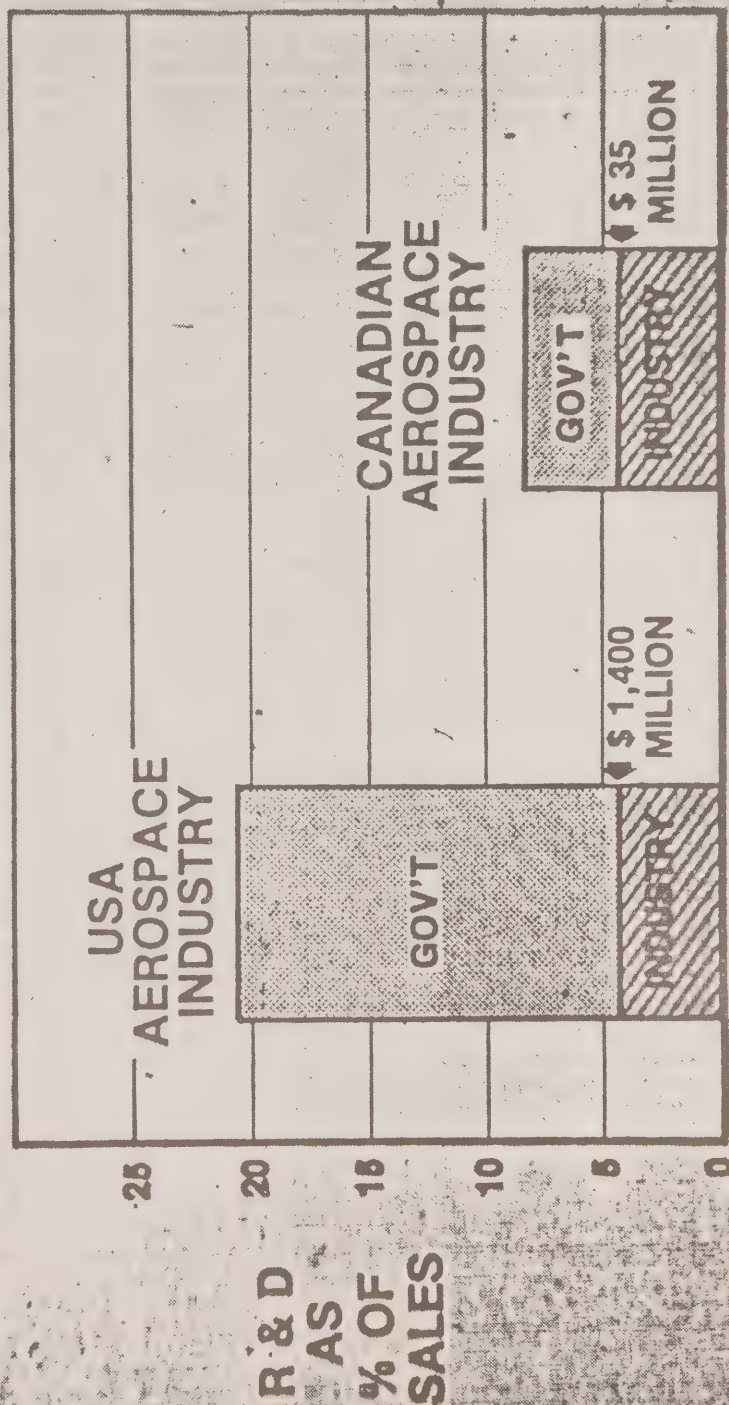 R & D
AS
% OF
SALES
25
20
15
10
5
0
USA
AEROSPACE
INDUSTRY
GOV'T
INDUSTRY
$ 1,400
MILLION
CANADIAN
AEROSPACE
INDUSTRY
GOV'T
INDUSTRY
$ 35
MILLION